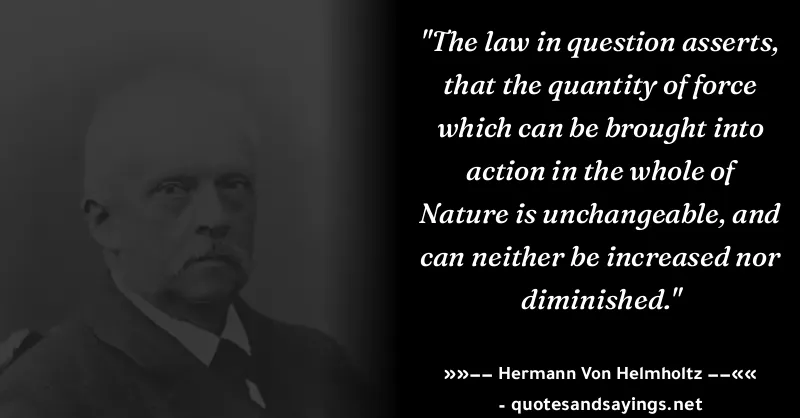 "The law in question asserts,
that the quantity of force
which can be brought into
action in the whole of
Nature is unchangeable, and
can neither be increased nor
diminished."
»»−− Hermann Von Helmholtz −−««
- quotesandsayings.net